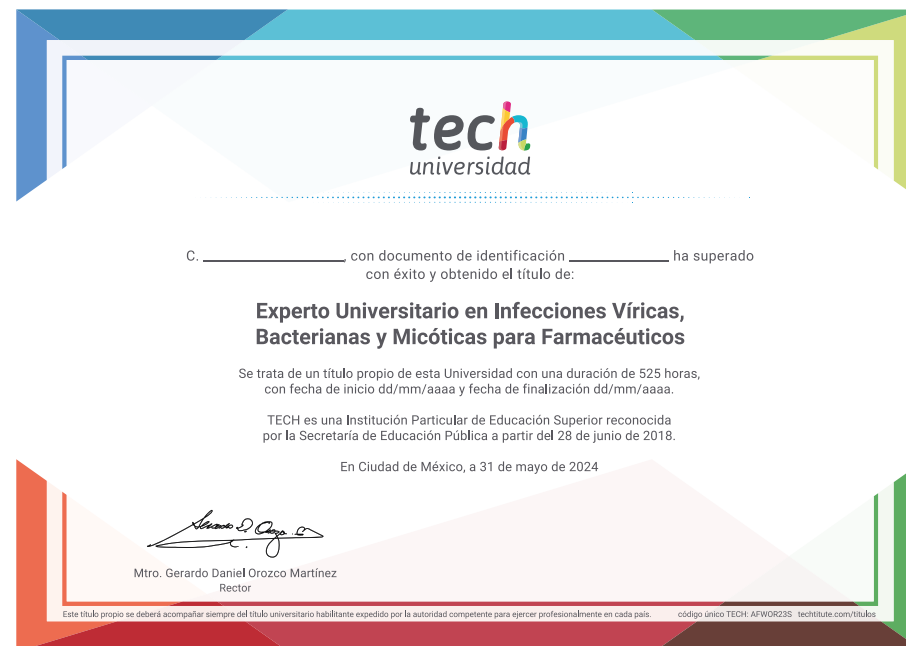 tech
universidad
C. ____________, con documento de identificación ____________ ha superado
con éxito y obtenido el título de:
Experto Universitario en Infecciones Víricas,
Bacterianas y Micóticas para Farmacéuticos
Se trata de un título propio de esta Universidad con una duración de 525 horas,
con fecha de inicio dd/mm/aaaa y fecha de finalización dd/mm/aaaa.
TECH es una Institución Particular de Educación Superior reconocida
por la Secretaría de Educación Pública a partir del 28 de junio de 2018.
En Ciudad de México, a 31 de mayo de 2024
Mtro. Gerardo Daniel Orozco Martínez
Rector
Este título propio se deberá acompañar siempre del título universitario habilitante expedido por la autoridad competente para ejercer profesionalmente en cada país. código único TECH: AFWOR23S techtitute.com/titulos